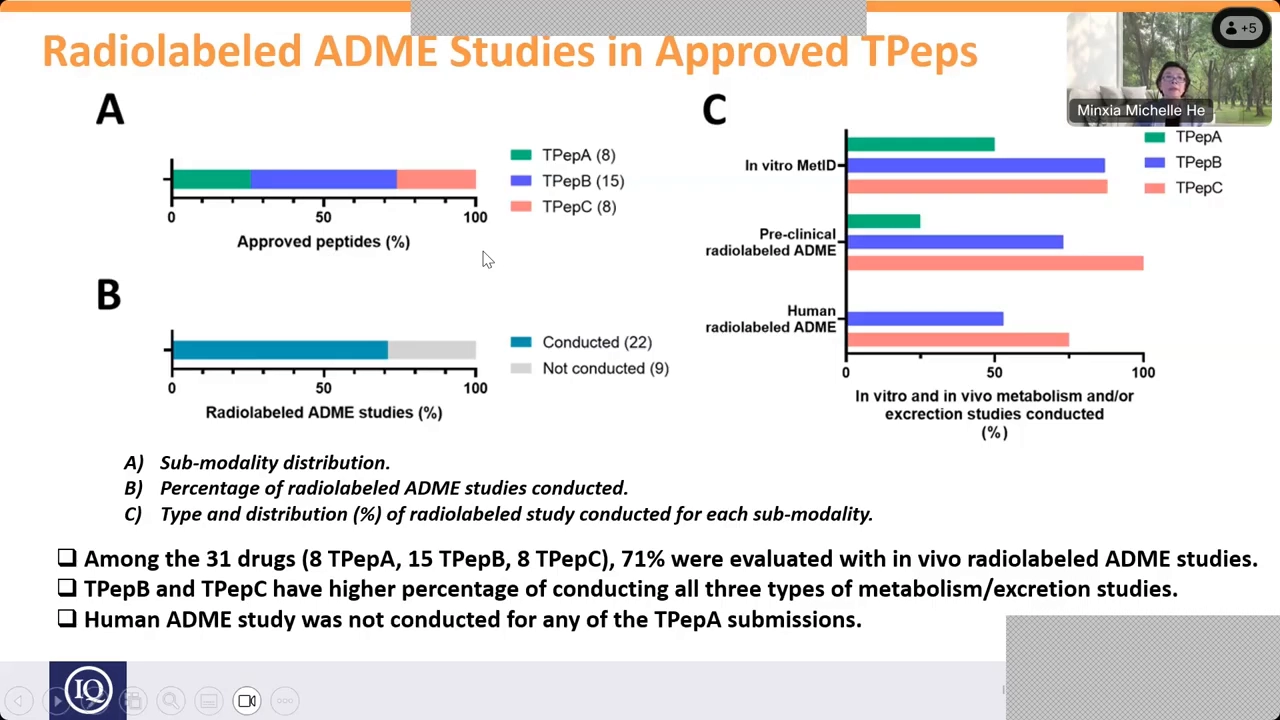 Radiolabeled ADME Studies in Approved TPeps
+5
Minxia Michelle He
A
TPepA (8)
TPepB (15)
TPepC (8)
0 50 100
Approved peptides (%)
B
Conducted (22)
Not conducted (9)
0 50 100
Radiolabeled ADME studies (%)
C
TPepA
TPepB
TPepC
In vitro MetID
Pre-clinical
radiolabeled ADME
Human
radiolabeled ADME
0 50 100
In vitro and in vivo metabolism and/or
excrection studies conducted
(%)
A) Sub-modality distribution.
B) Percentage of radiolabeled ADME studies conducted.
C) Type and distribution (%) of radiolabeled study conducted for each sub-modality.
Among the 31 drugs (8 TPepA, 15 TPepB, 8 TPepC), 71% were evaluated with in vivo radiolabeled ADME studies.
TPepB and TPepC have higher percentage of conducting all three types of metabolism/excretion studies.
Human ADME study was not conducted for any of the TPepA submissions.
IQ